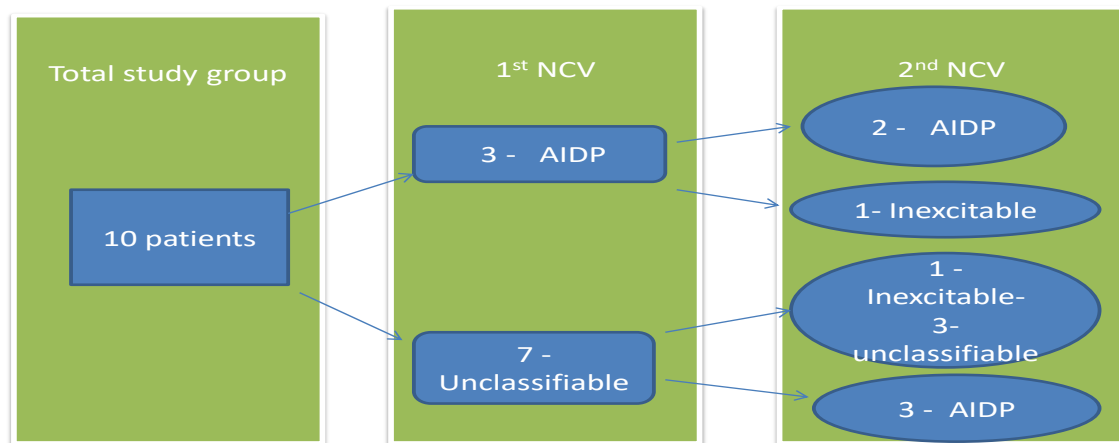 Total study group
10 patients
1st NCV
3 - AIDP
7 -
Unclassifiable
2nd NCV
2 - AIDP
1- Inexcitable
1 -
Inexcitable-
3-
unclassifiable
3 - AIDP